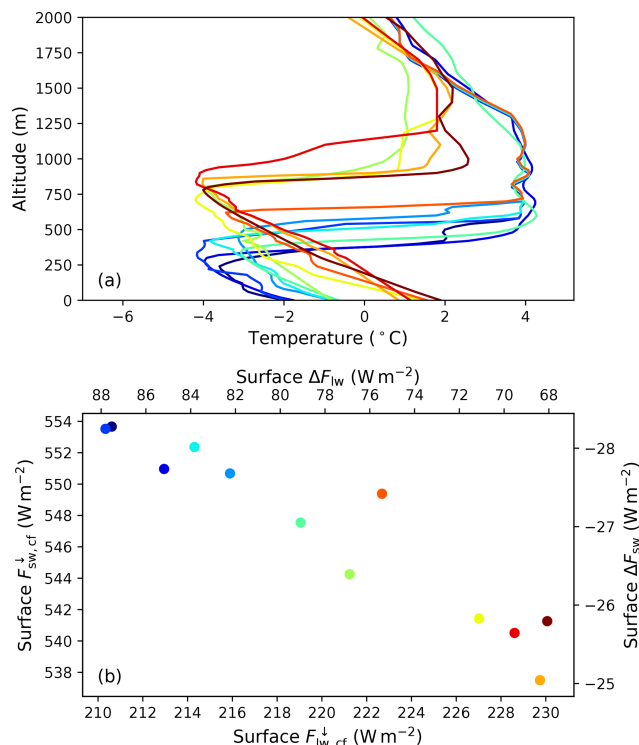 2000
1750
1500
1250
1000
750
500
250
0
Altitude (m)
(a)
−6 −4 −2 0 2 4
Temperature (°C)
Surface ΔF_lw (W m⁻²)
88 86 84 82 80 78 76 74 72 70 68
554
552
550
548
546
544
542
540
538
Surface F↓_sw,cf (W m⁻²)
−28
−27
−26
−25
Surface ΔF_sw (W m⁻²)
(b)
210 212 214 216 218 220 222 224 226 228 230
Surface F↓_lw,cf (W m⁻²)